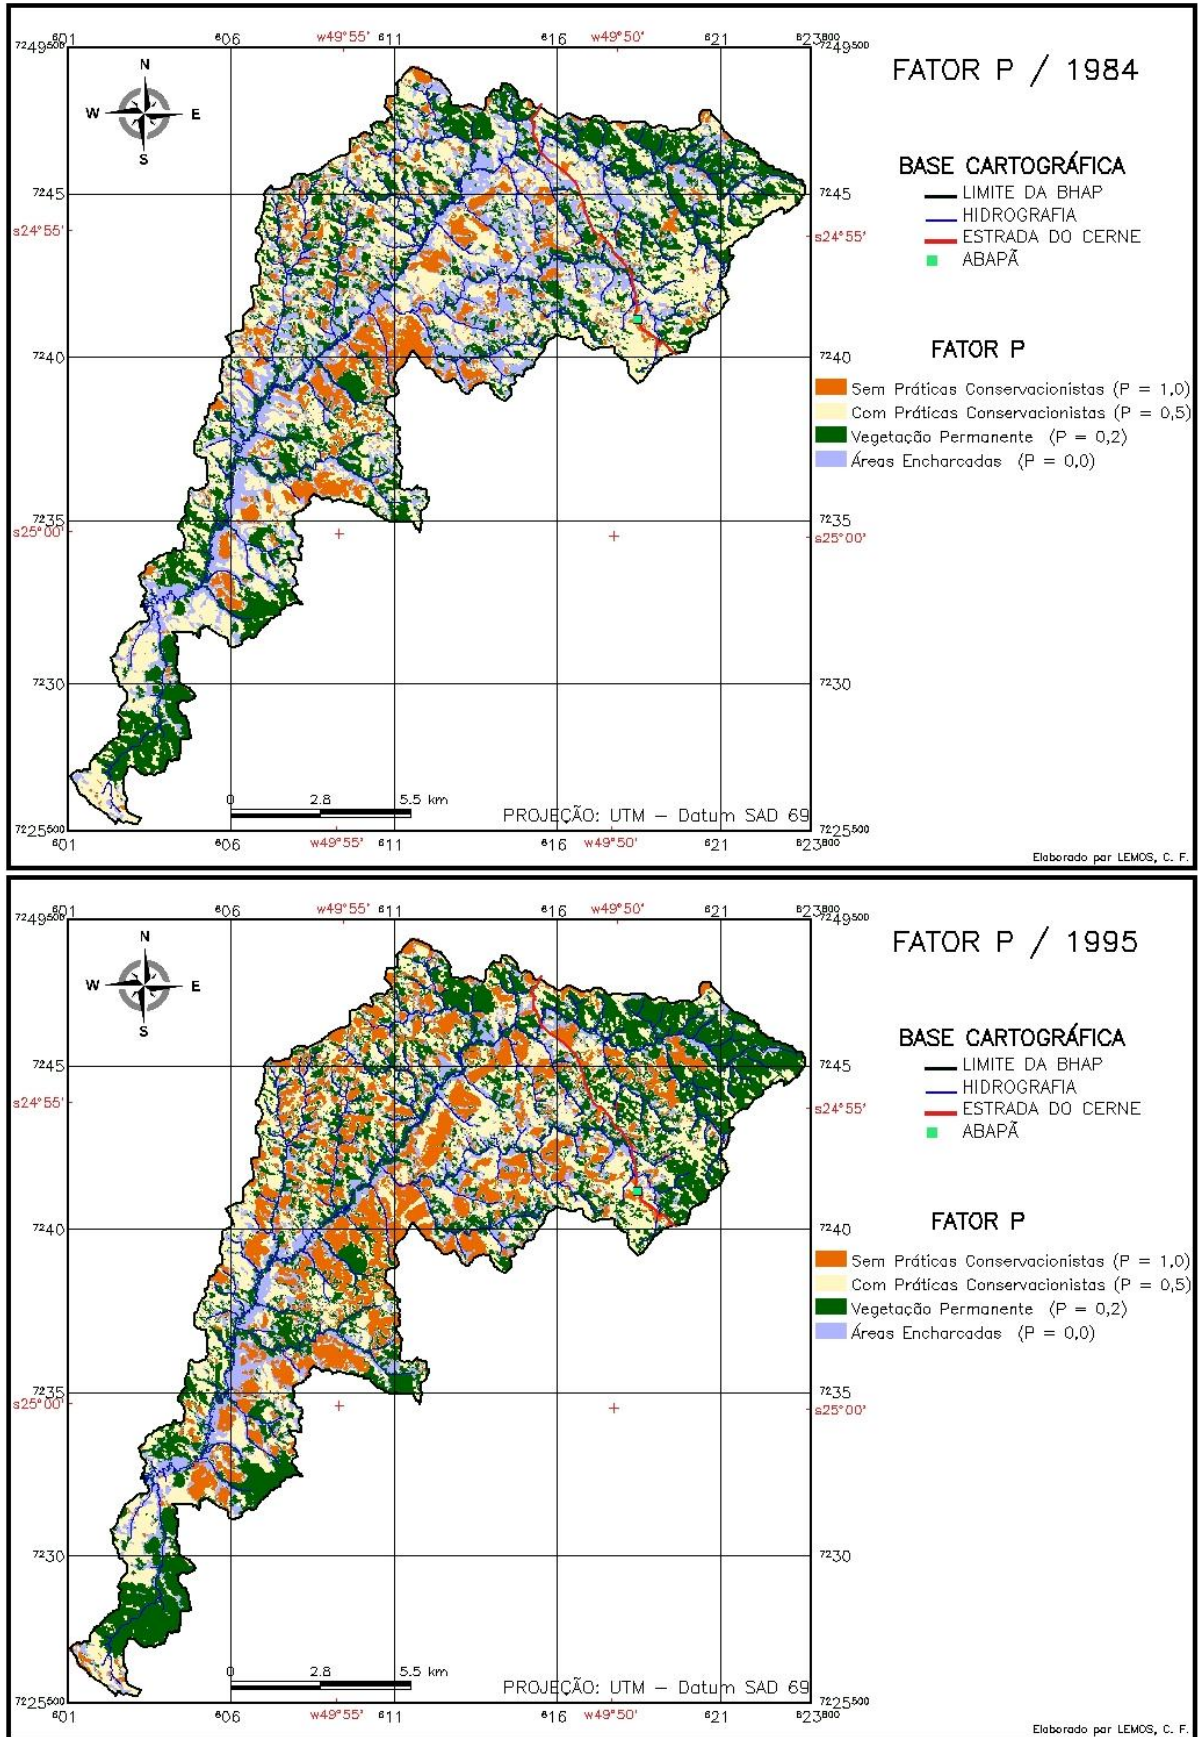 601 606 w49°55' 611 616 w49°50' 621 623800
7249500 7249500
N
W E
S
FATOR P / 1984
BASE CARTOGRÁFICA
LIMITE DA BHAP
HIDROGRAFIA
ESTRADA DO CERNE
ABAPÃ
7245 7245
s24°55' s24°55'
FATOR P
7240 7240
Sem Práticas Conservacionistas (P = 1,0)
Com Práticas Conservacionistas (P = 0,5)
Vegetação Permanente (P = 0,2)
Áreas Encharcadas (P = 0,0)
7235 7235
s25°00' s25°00'
7230 7230
0 2.8 5.5 km
PROJEÇÃO: UTM – Datum SAD 69
7225500 7225500
601 606 w49°55' 611 616 w49°50' 621 623800
Elaborado por LEMOS, C. F.
601 606 w49°55' 611 616 w49°50' 621 623800
7249500 7249500
N
W E
S
FATOR P / 1995
BASE CARTOGRÁFICA
LIMITE DA BHAP
HIDROGRAFIA
ESTRADA DO CERNE
ABAPÃ
7245 7245
s24°55' s24°55'
FATOR P
7240 7240
Sem Práticas Conservacionistas (P = 1,0)
Com Práticas Conservacionistas (P = 0,5)
Vegetação Permanente (P = 0,2)
Áreas Encharcadas (P = 0,0)
7235 7235
s25°00' s25°00'
7230 7230
0 2.8 5.5 km
PROJEÇÃO: UTM – Datum SAD 69
7225500 7225500
601 606 w49°55' 611 616 w49°50' 621 623800
Elaborado por LEMOS, C. F.